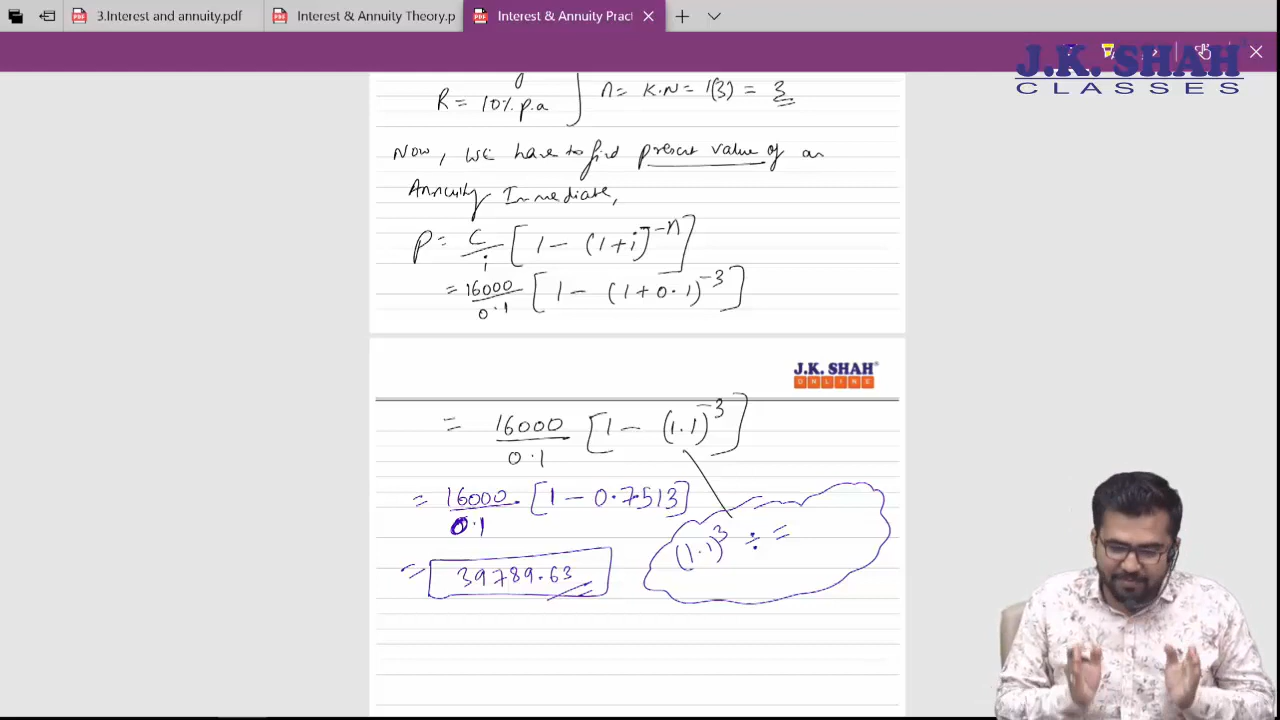 3.Interest and annuity.pdf
Interest & Annuity Theory.p
Interest & Annuity Pract
J.K. SHAH
CLASSES
R = 10% p.a
n = K.N = 1(3) = 3
Now, we have to find present value of an
Annuity Immediate,
P = C/i [1 - (1+i)]^-n]
= 16000/0.1 [1 - (1+0.1)^-3]
J.K. SHAH
ONLINE
= 16000/0.1 [1 - (1.1)^-3]
= 16000/0.1 [1 - 0.7513]
(1.1)^3 ÷ =
= 39789.63